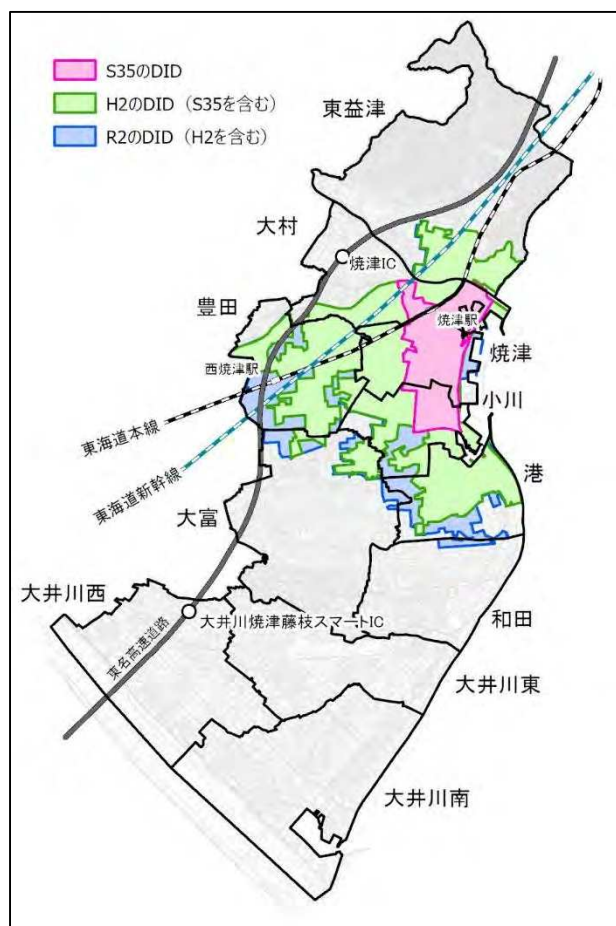 S35のDID
H2のDID（S35を含む）
R2のDID（H2を含む）
東益津
大村
焼津IC
豊田
焼津駅
焼津
西焼津駅
小川
東海道本線
東海道新幹線
港
大富
大井川西
大井川焼津藤枝スマートIC
和田
東名高速道路
大井川東
大井川南